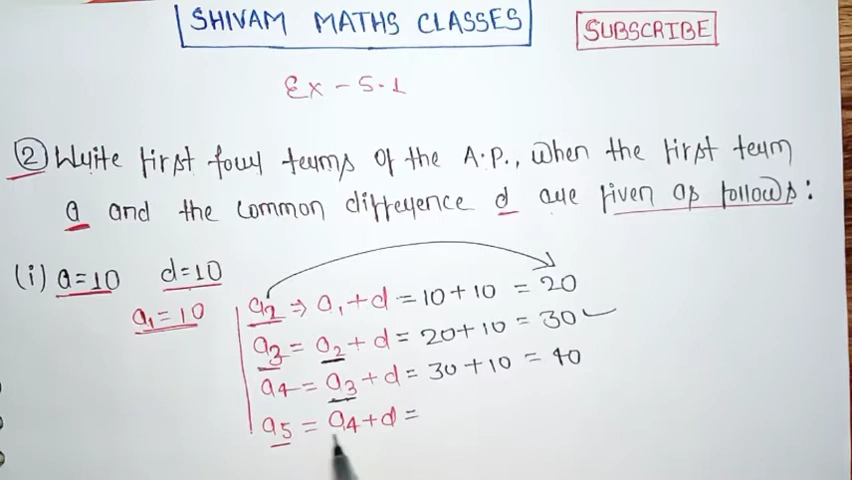 SHIVAM MATHS CLASSES
SUBSCRIBE
Ex - 5.1
② Write first four terms of the A.P., when the first term
a and the common difference d are given as follows:
(i) a=10 d=10
a₁=10
a₂ ⇒ a₁+d = 10+10 = 20
a₃ = a₂+d = 20+10 = 30
a₄ = a₃+d = 30+10 = 40
a₅ = a₄+d =